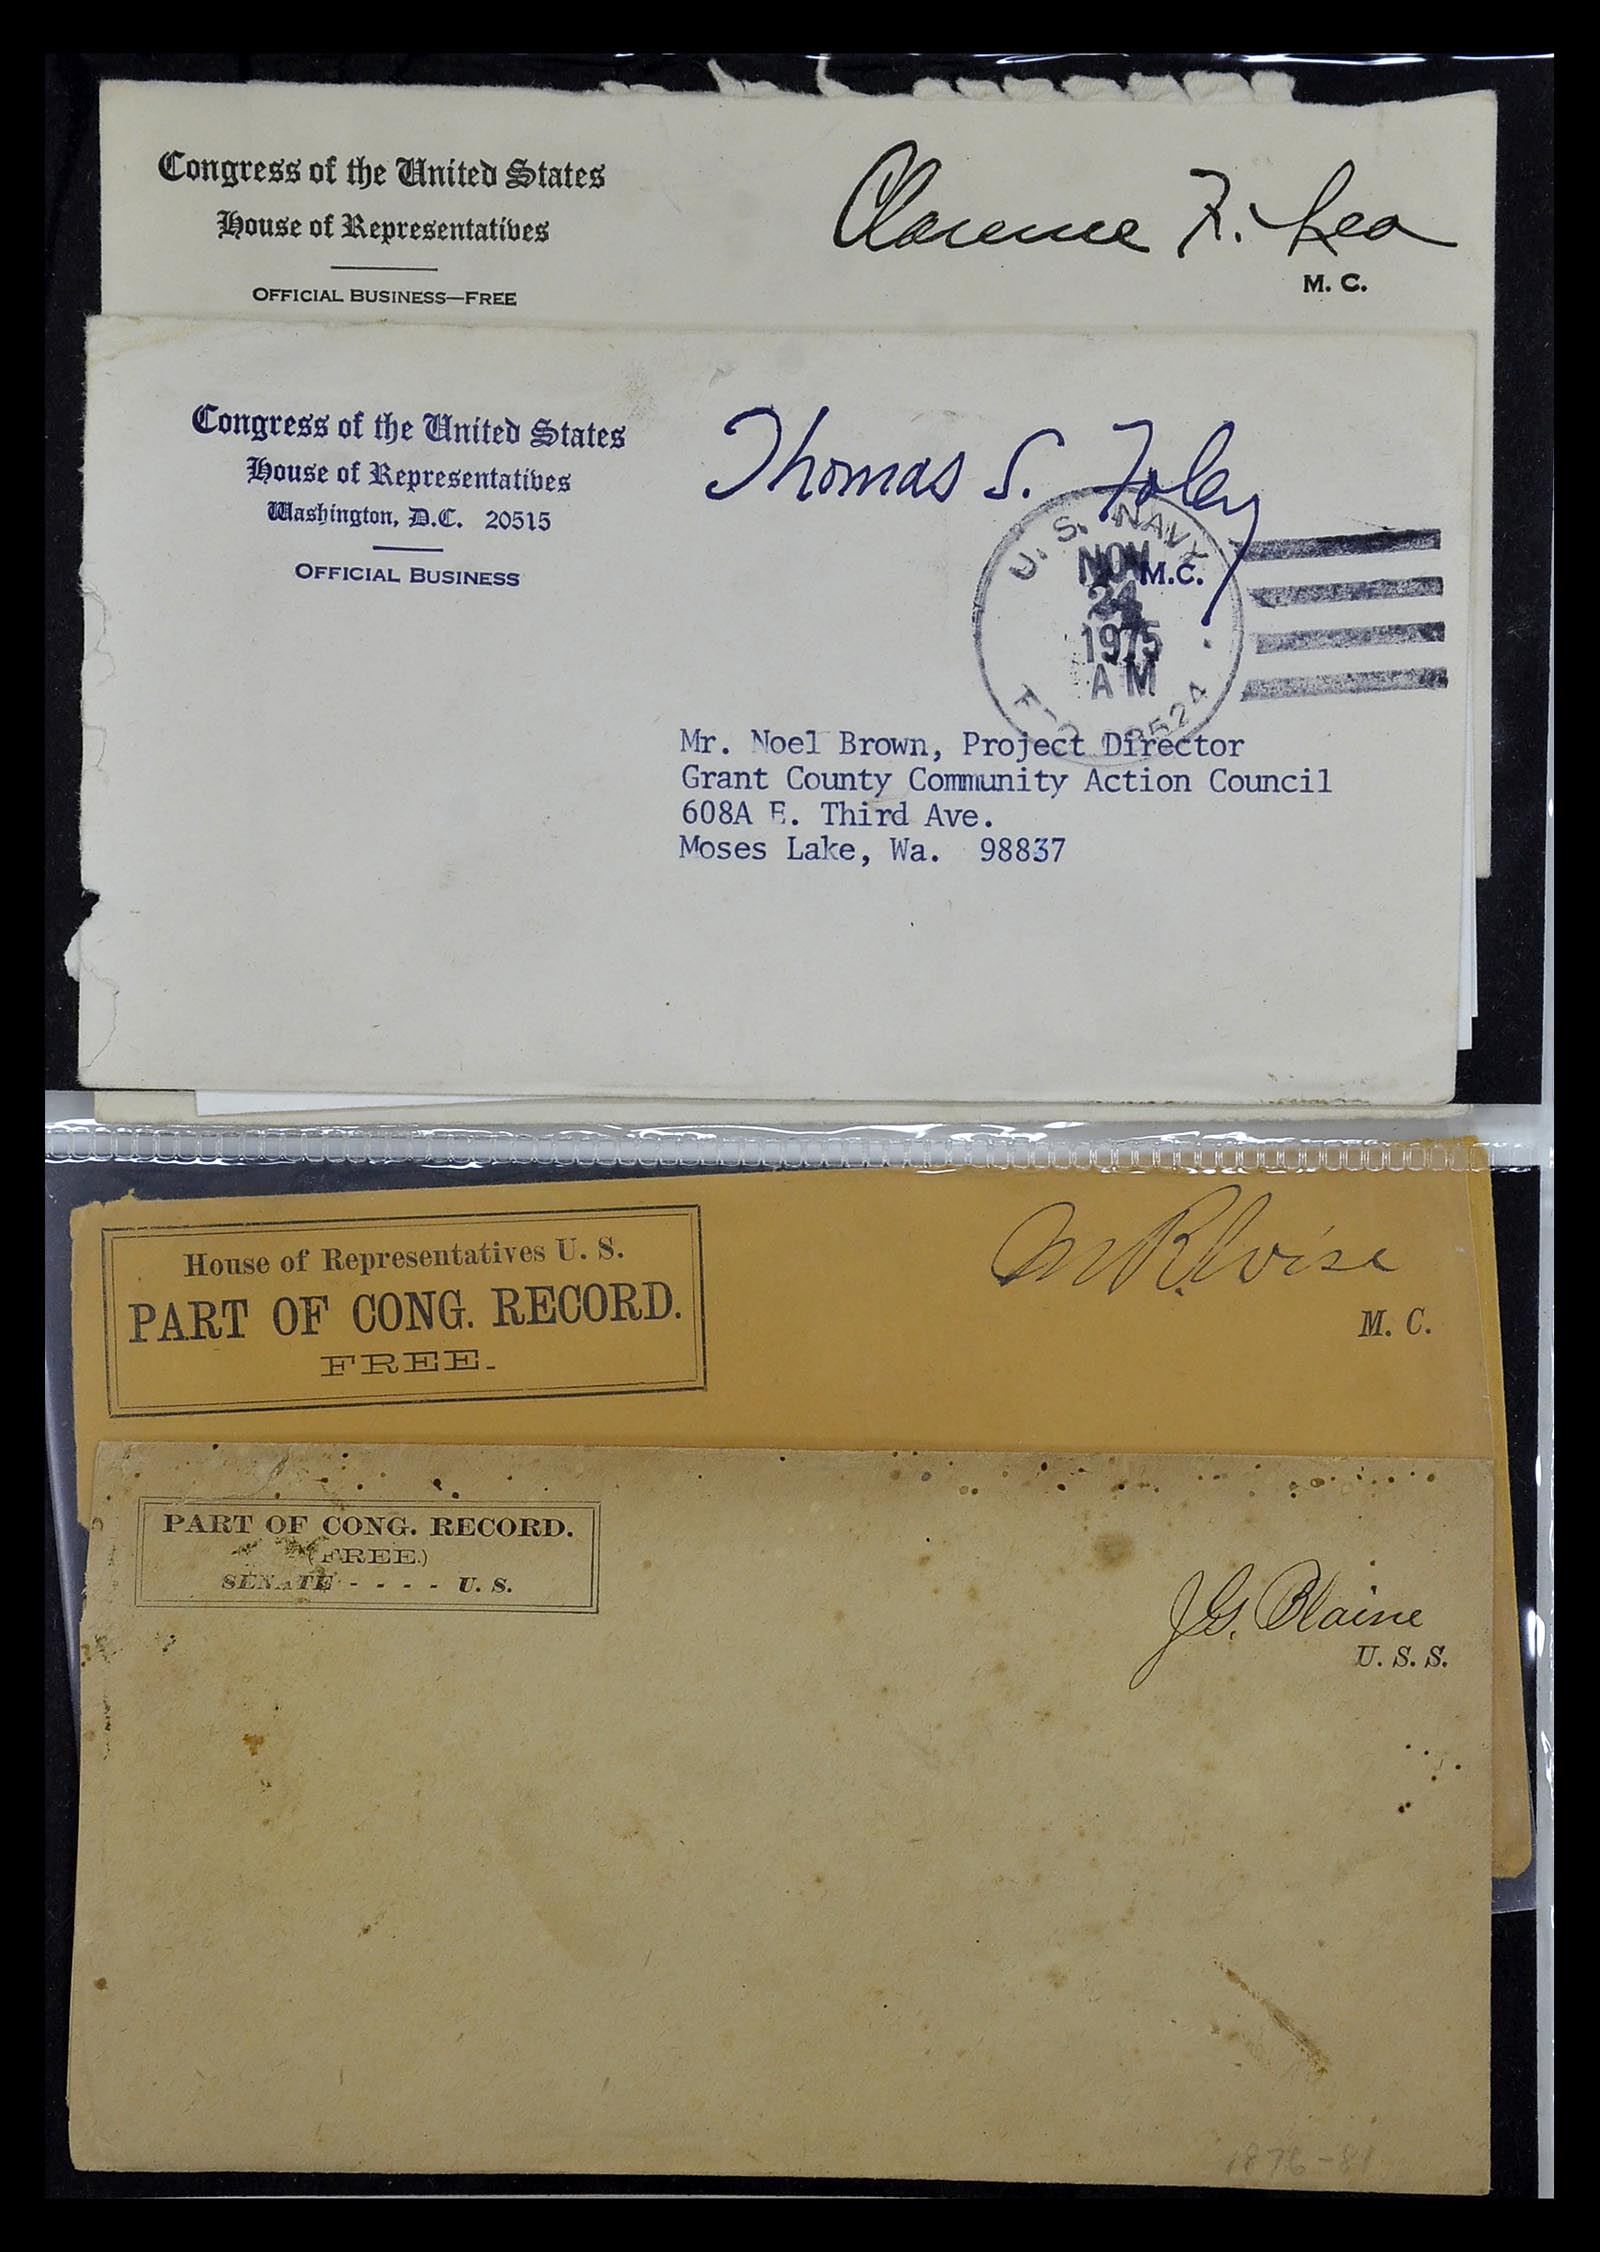 Congress of the United States
House of Representatives
OFFICIAL BUSINESS—FREE
Clarence F. Lea
M. C.
Congress of the United States
House of Representatives
Washington, D.C. 20515
OFFICIAL BUSINESS
Thomas S. Foley
M.C.
U. S. NAVY
NOV
24
1975
AM
Mr. Noel Brown, Project Director
Grant County Community Action Council
608A E. Third Ave.
Moses Lake, Wa. 98837
House of Representatives U. S.
PART OF CONG. RECORD.
FREE.
M R Wise
M. C.
PART OF CONG. RECORD.
(FREE.)
SENATE - - - - U. S.
J G. Blaine
U. S. S.
1876-81